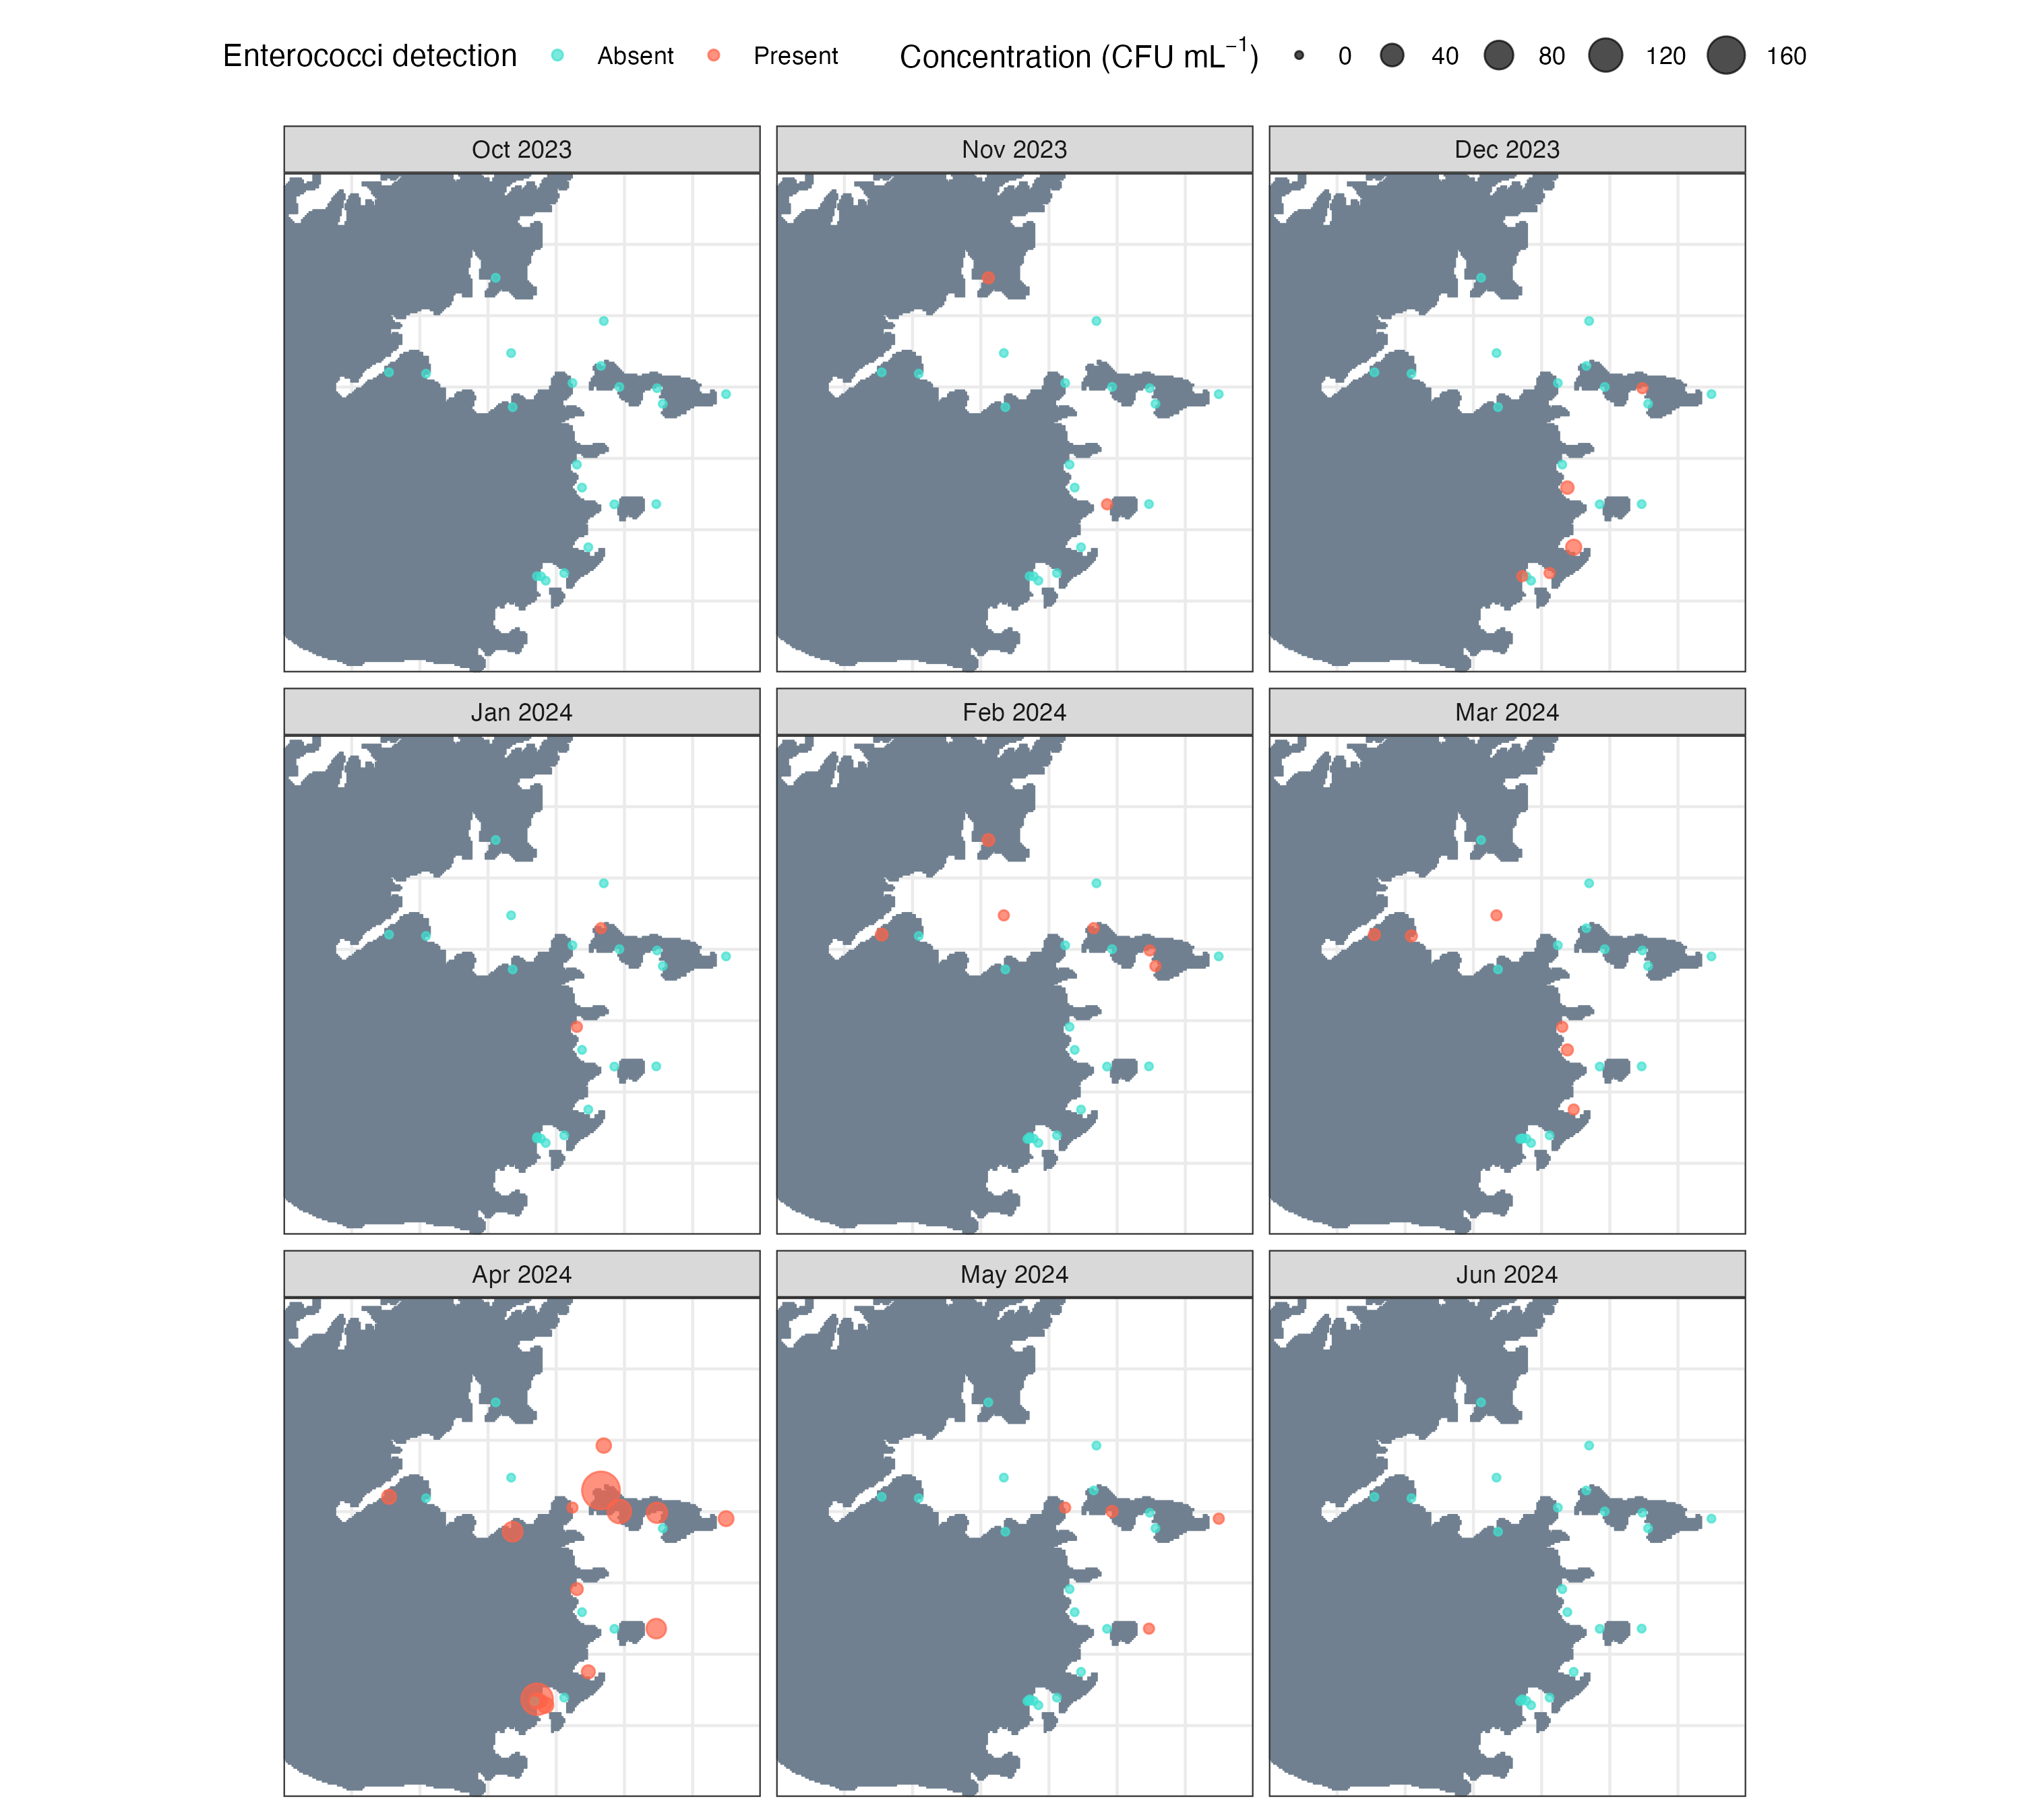 Enterococci detection Absent Present Concentration (CFU mL⁻¹) 0 40 80 120 160
Oct 2023 Nov 2023 Dec 2023
Jan 2024 Feb 2024 Mar 2024
Apr 2024 May 2024 Jun 2024